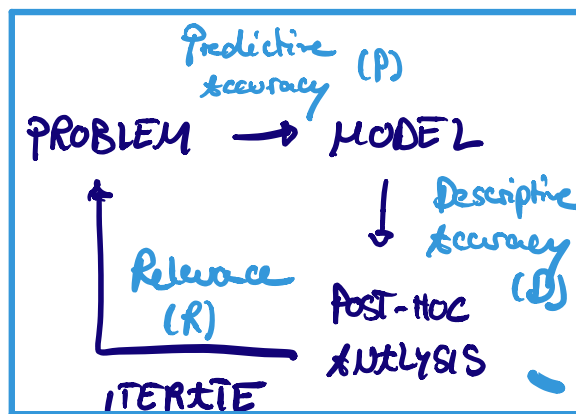 Predictive
Accuracy (P)
PROBLEM → MODEL
Descriptive
Accuracy
(D)
Relevance
(R)
POST-HOC
ANALYSIS
ITERATE